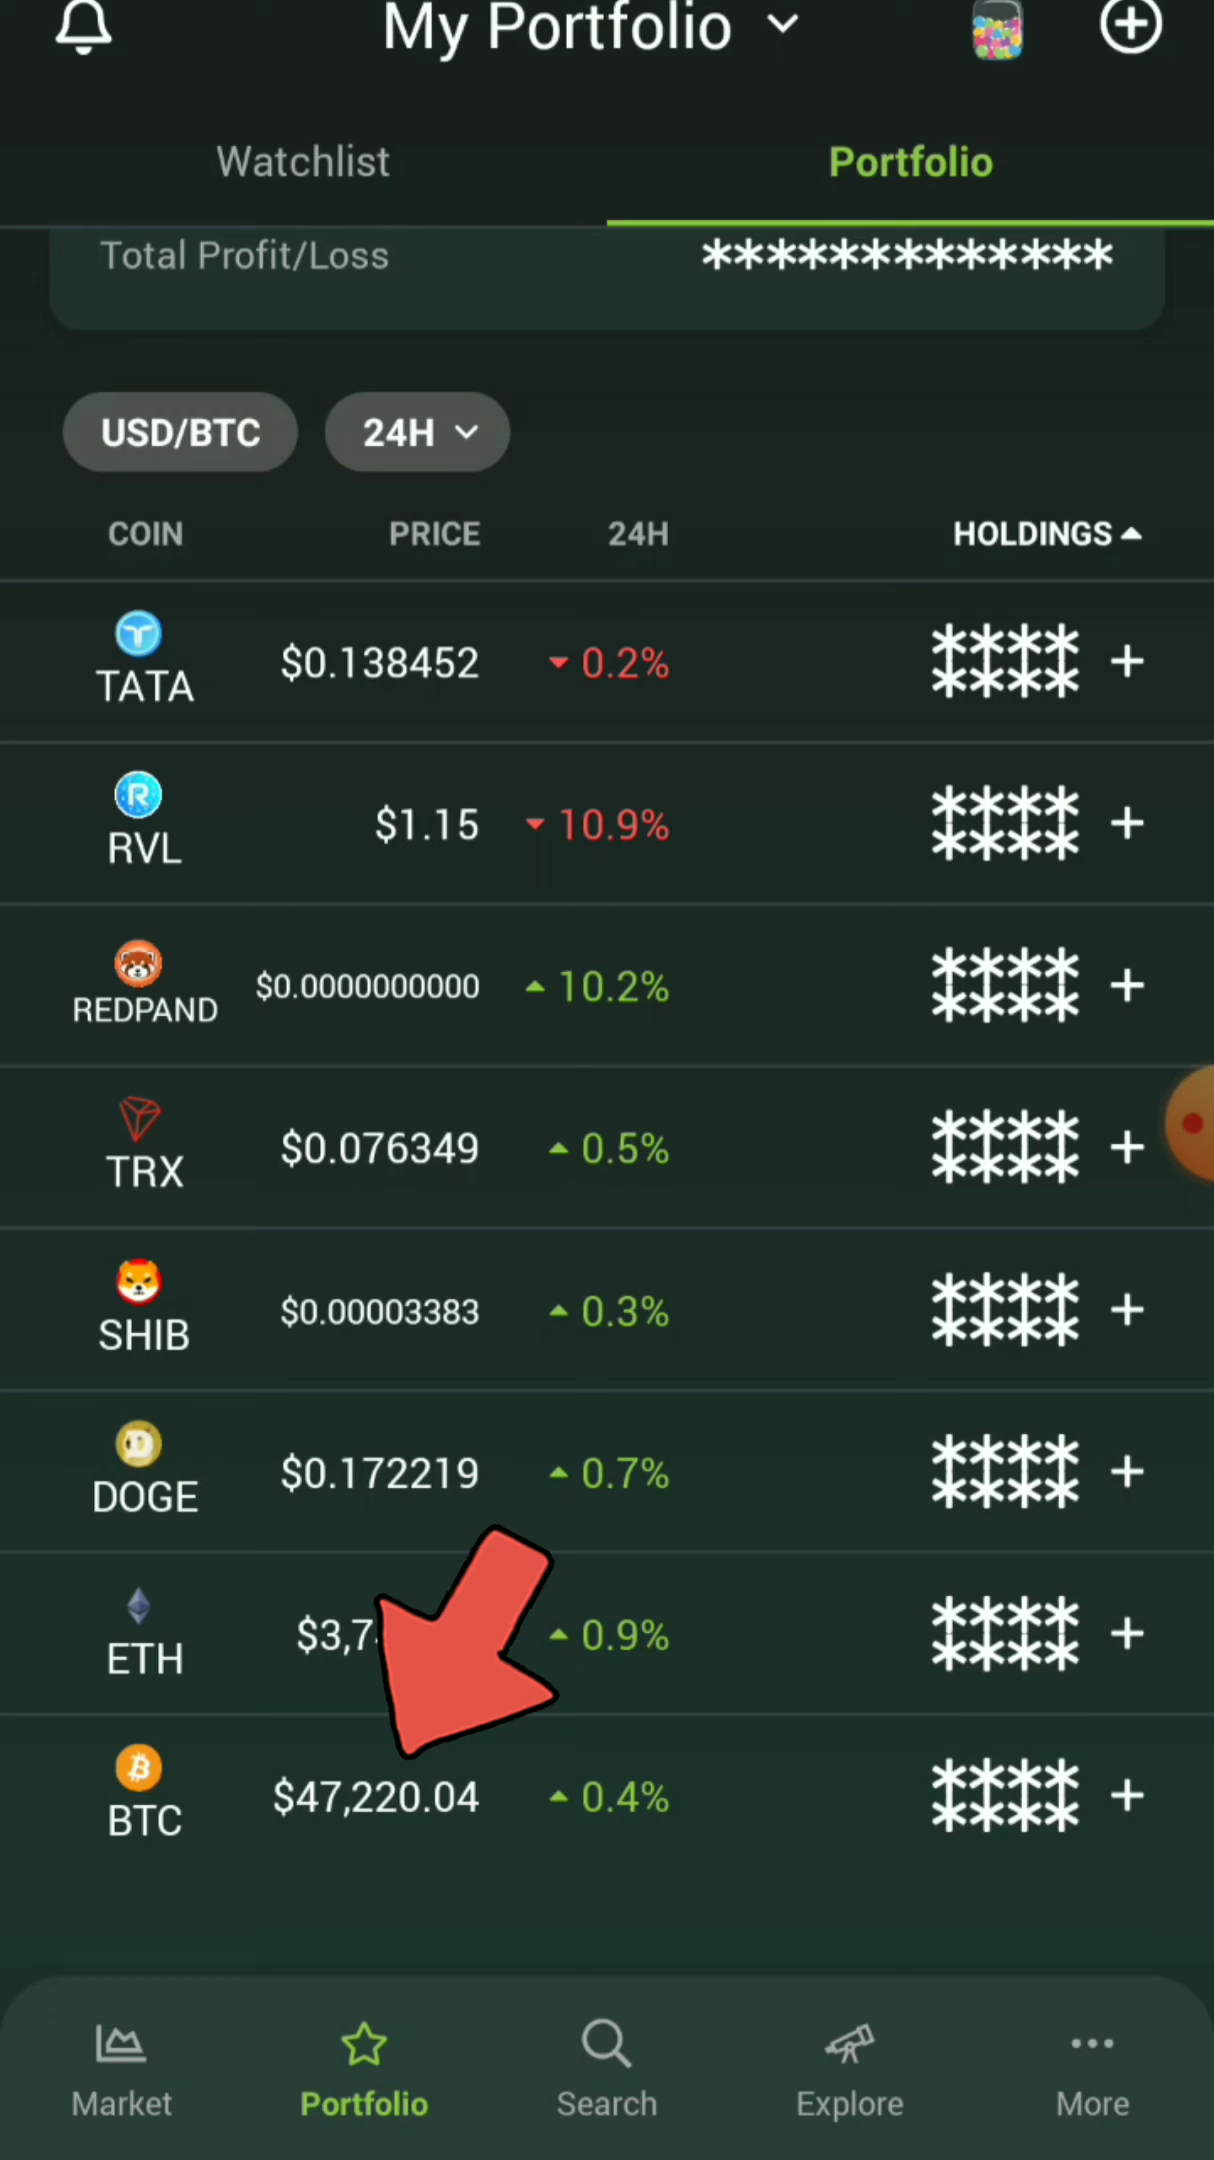 My Portfolio
Watchlist Portfolio
Total Profit/Loss *************
USD/BTC 24H
COIN PRICE 24H HOLDINGS
TATA $0.138452 0.2% **** **** +
RVL $1.15 10.9% **** **** +
REDPAND $0.0000000000 10.2% **** **** +
TRX $0.076349 0.5% **** **** +
SHIB $0.00003383 0.3% **** **** +
DOGE $0.172219 0.7% **** **** +
ETH $3,7 0.9% **** **** +
BTC $47,220.04 0.4% **** **** +
Market Portfolio Search Explore More